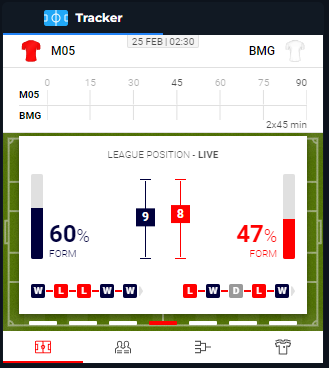 Tracker
25 FEB | 02:30
M05
BMG
0 15 30 45 60 75 90
M05
BMG
2x45 min
LEAGUE POSITION - LIVE
9 8
60% 47%
FORM FORM
W L L W W L W D L W